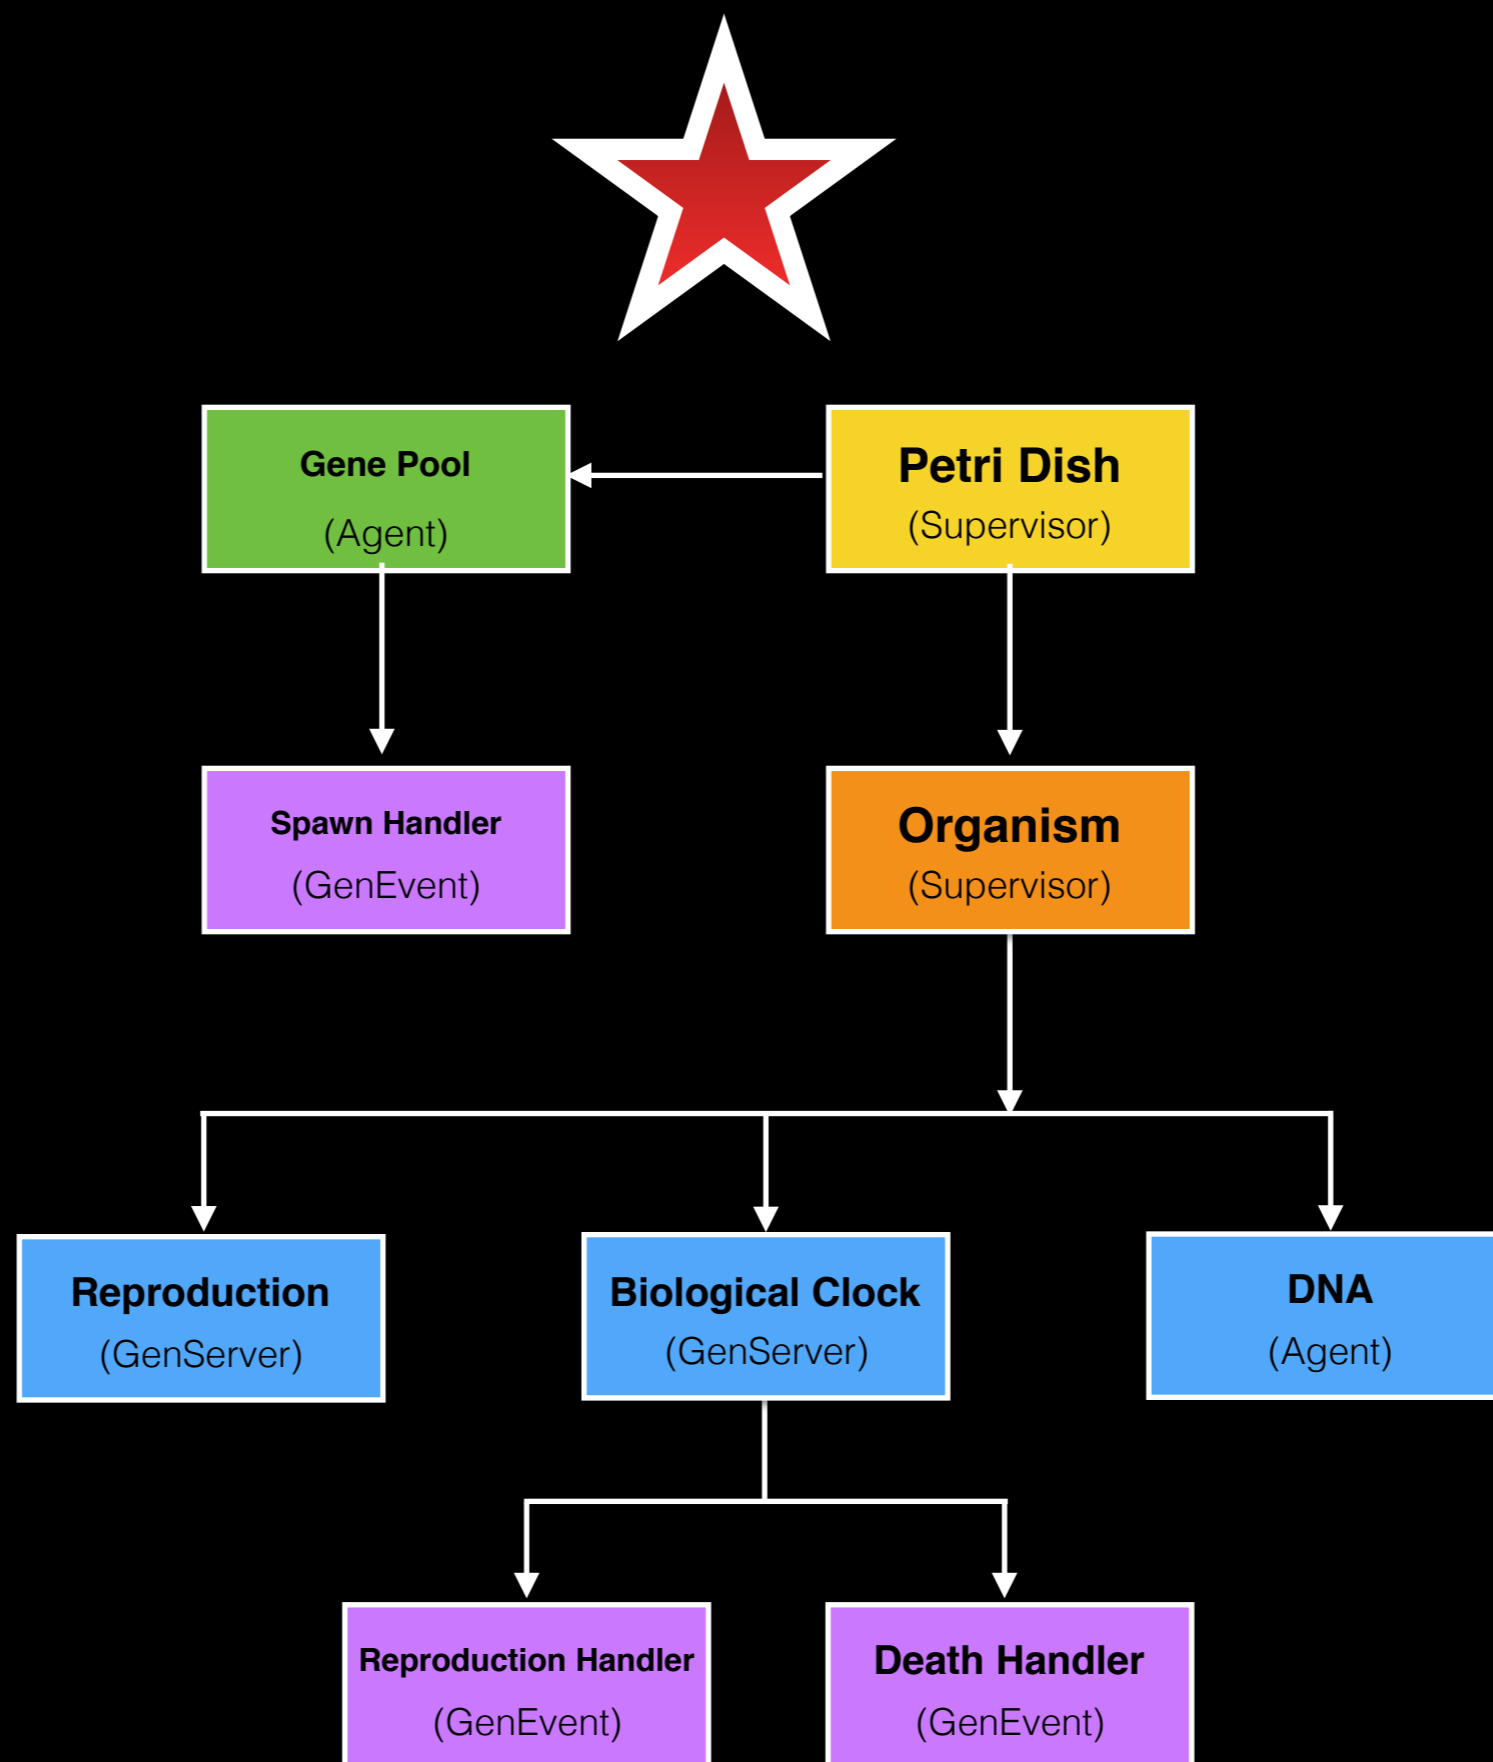 Gene Pool
(Agent)
Petri Dish
(Supervisor)
Spawn Handler
(GenEvent)
Organism
(Supervisor)
Reproduction
(GenServer)
Biological Clock
(GenServer)
DNA
(Agent)
Reproduction Handler
(GenEvent)
Death Handler
(GenEvent)